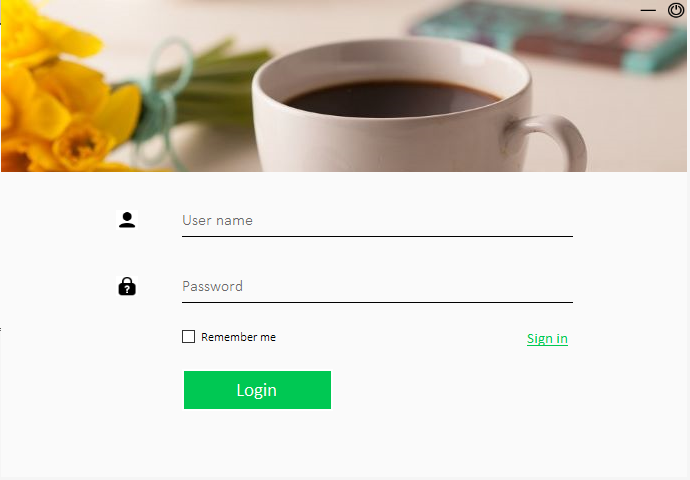 User name
Password
Remember me
Sign in
Login